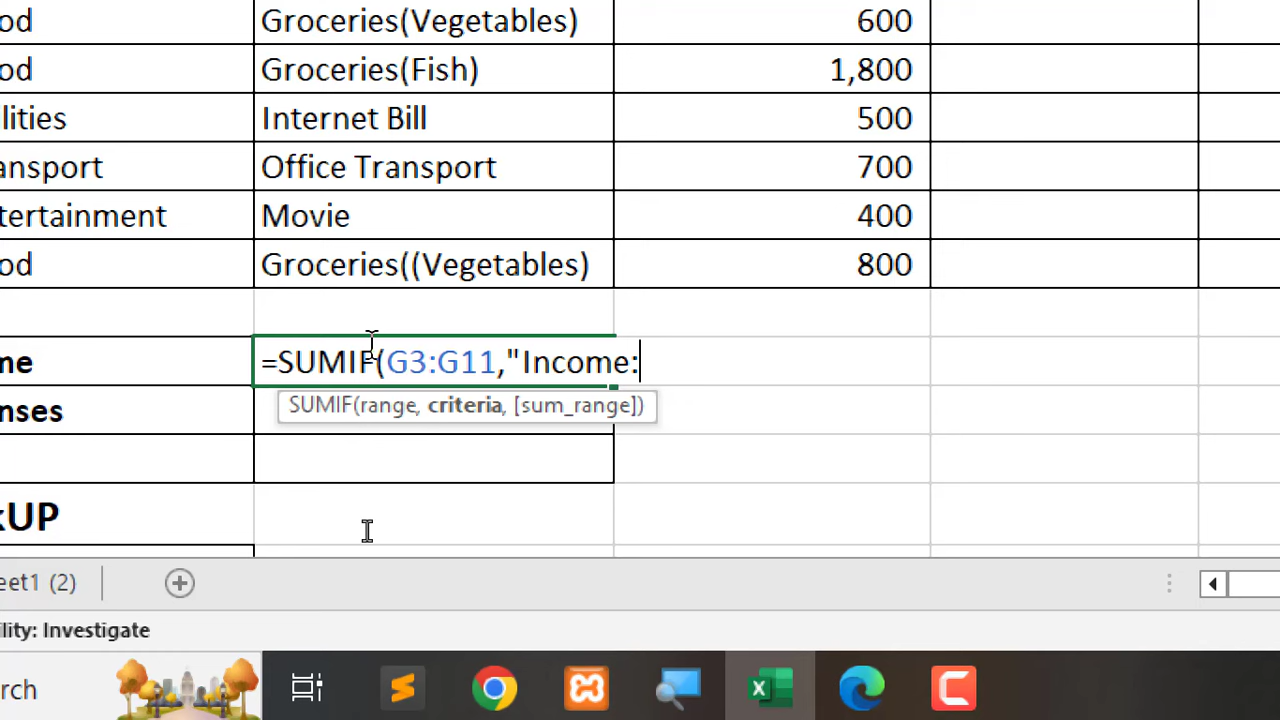 od Groceries(Vegetables) 600
od Groceries(Fish) 1,800
lities Internet Bill 500
ansport Office Transport 700
tertainment Movie 400
od Groceries((Vegetables) 800
me =SUMIF(G3:G11,"Income:
SUMIF(range, criteria, [sum_range])
nses
kUP
eet1 (2)
lity: Investigate
rch